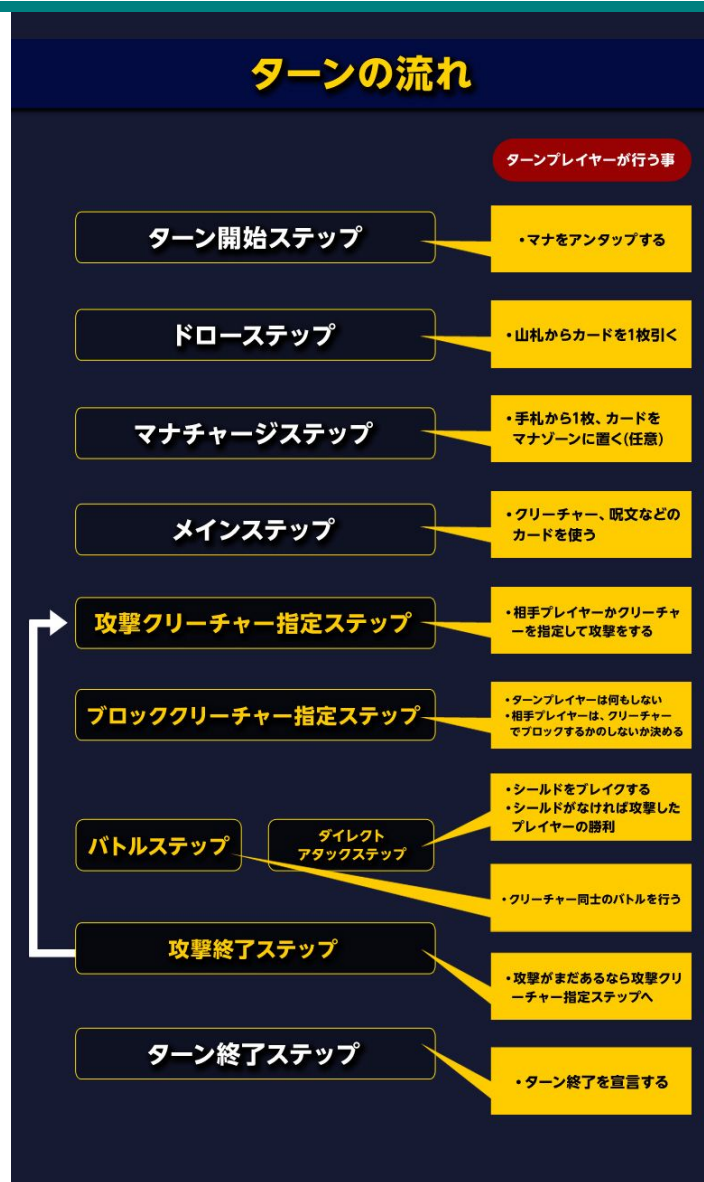 ターンの流れ
ターンプレイヤーが行う事
ターン開始ステップ
・マナをアンタップする
ドローステップ
・山札からカードを1枚引く
マナチャージステップ
・手札から1枚、カードを
マナゾーンに置く(任意)
メインステップ
・クリーチャー、呪文などの
カードを使う
攻撃クリーチャー指定ステップ
・相手プレイヤーかクリーチャ
ーを指定して攻撃をする
ブロッククリーチャー指定ステップ
・ターンプレイヤーは何もしない
・相手プレイヤーは、クリーチャー
でブロックするかのしないか決める
バトルステップ
ダイレクト
アタックステップ
・シールドをブレイクする
・シールドがなければ攻撃した
プレイヤーの勝利
・クリーチャー同士のバトルを行う
攻撃終了ステップ
・攻撃がまだあるなら攻撃クリ
ーチャー指定ステップへ
ターン終了ステップ
・ターン終了を宣言する